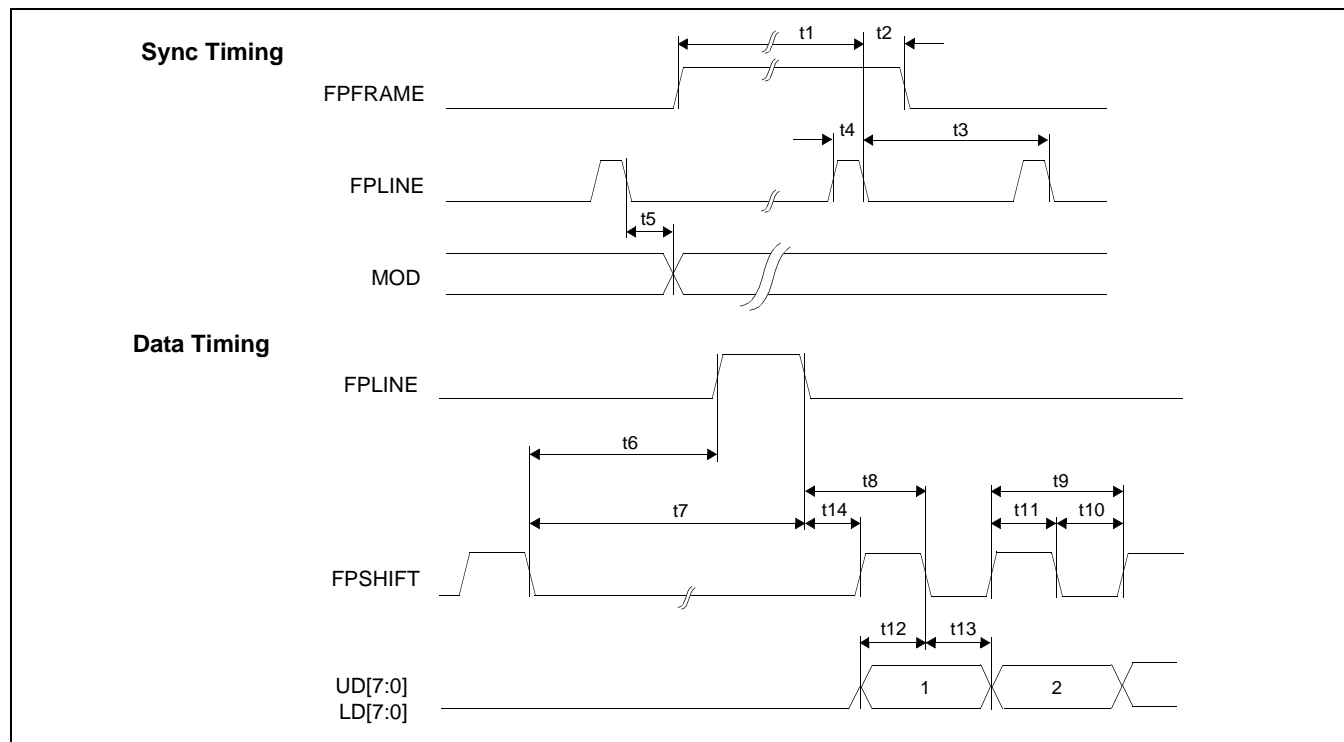 Sync Timing
t1
t2
FPFRAME
t4
t3
FPLINE
t5
MOD
Data Timing
FPLINE
t6
t8
t9
t7
t14
t11
t10
FPSHIFT
t12
t13
UD[7:0]
1
2
LD[7:0]